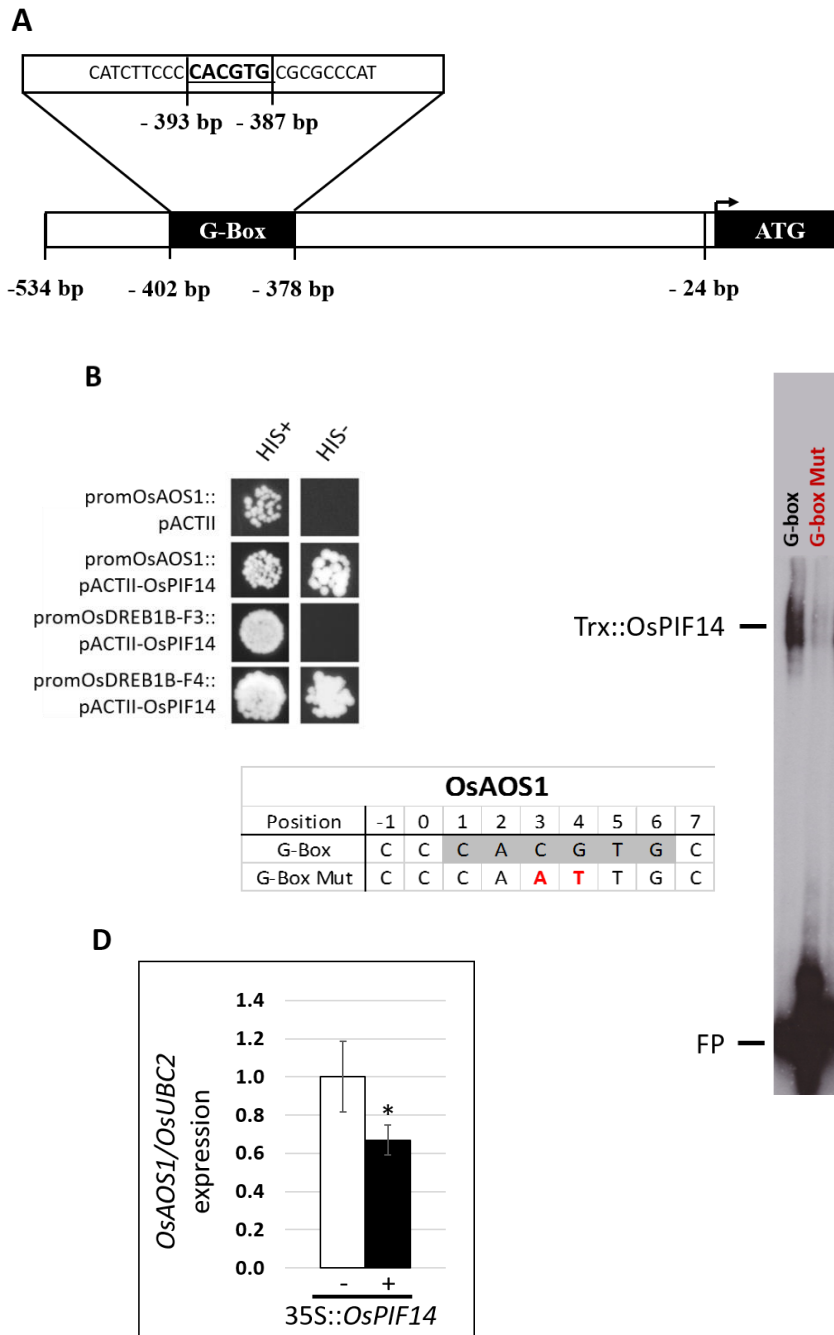 A
CATCTTCCC CACGTG CGCGCCCAT
- 393 bp - 387 bp
G-Box ATG
-534 bp - 402 bp - 378 bp - 24 bp
B
HIS+ HIS-
promOsAOS1::
pACTII
promOsAOS1::
pACTII-OsPIF14
promOsDREB1B-F3::
pACTII-OsPIF14
promOsDREB1B-F4::
pACTII-OsPIF14
G-box
G-box Mut
Trx::OsPIF14
FP
OsAOS1
Position -1 0 1 2 3 4 5 6 7
G-Box C C C A C G T G C
G-Box Mut C C C A A T T G C
D
OsAOS1/OsUBC2
expression
1.4
1.2
1.0
0.8
0.6
0.4
0.2
0.0
*
- +
35S::OsPIF14